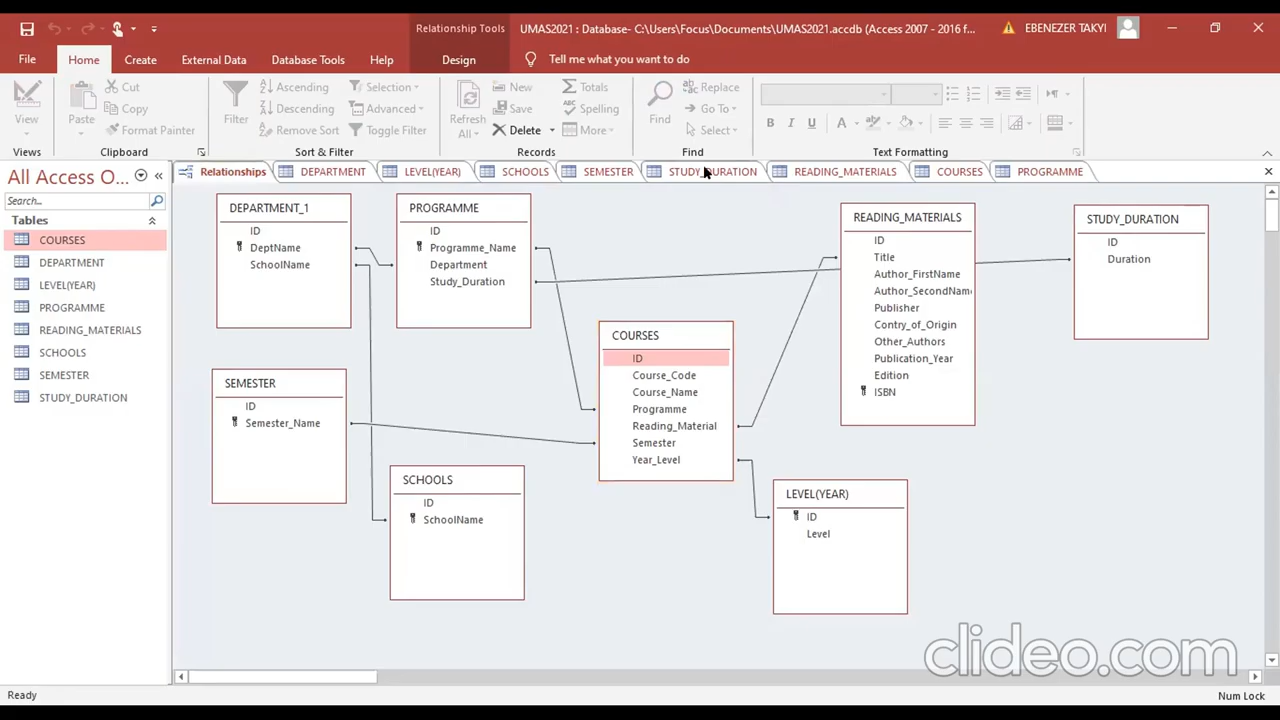 Relationship Tools
UMAS2021 : Database- C:\Users\Focus\Documents\UMAS2021.accdb (Access 2007 - 2016 f...
EBENEZER TAKYI
File
Home
Create
External Data
Database Tools
Help
Design
Tell me what you want to do
View
Views
Paste
Cut
Copy
Format Painter
Clipboard
Filter
Ascending
Descending
Remove Sort
Selection
Advanced
Toggle Filter
Sort & Filter
Refresh
All
New
Save
Delete
Totals
Spelling
More
Records
Find
Replace
Go To
Select
Find
B I U A
Text Formatting
All Access O...
Search...
Tables
COURSES
DEPARTMENT
LEVEL(YEAR)
PROGRAMME
READING_MATERIALS
SCHOOLS
SEMESTER
STUDY_DURATION
Relationships
DEPARTMENT
LEVEL(YEAR)
SCHOOLS
SEMESTER
STUDY_DURATION
READING_MATERIALS
COURSES
PROGRAMME
DEPARTMENT_1
ID
DeptName
SchoolName
PROGRAMME
ID
Programme_Name
Department
Study_Duration
READING_MATERIALS
ID
Title
Author_FirstName
Author_SecondName
Publisher
Contry_of_Origin
Other_Authors
Publication_Year
Edition
ISBN
STUDY_DURATION
ID
Duration
COURSES
ID
Course_Code
Course_Name
Programme
Reading_Material
Semester
Year_Level
SEMESTER
ID
Semester_Name
SCHOOLS
ID
SchoolName
LEVEL(YEAR)
ID
Level
clideo.com
Ready
Num Lock